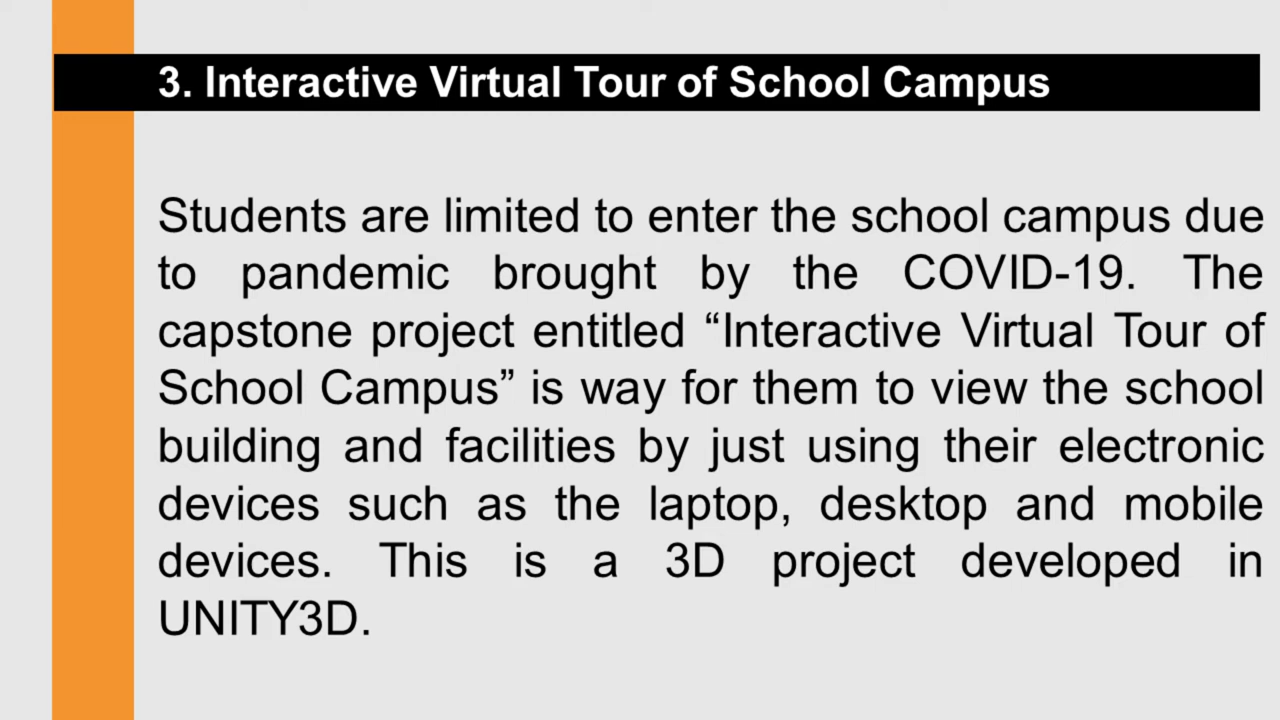 3. Interactive Virtual Tour of School Campus
Students are limited to enter the school campus due
to pandemic brought by the COVID-19. The
capstone project entitled “Interactive Virtual Tour of
School Campus” is way for them to view the school
building and facilities by just using their electronic
devices such as the laptop, desktop and mobile
devices. This is a 3D project developed in
UNITY3D.